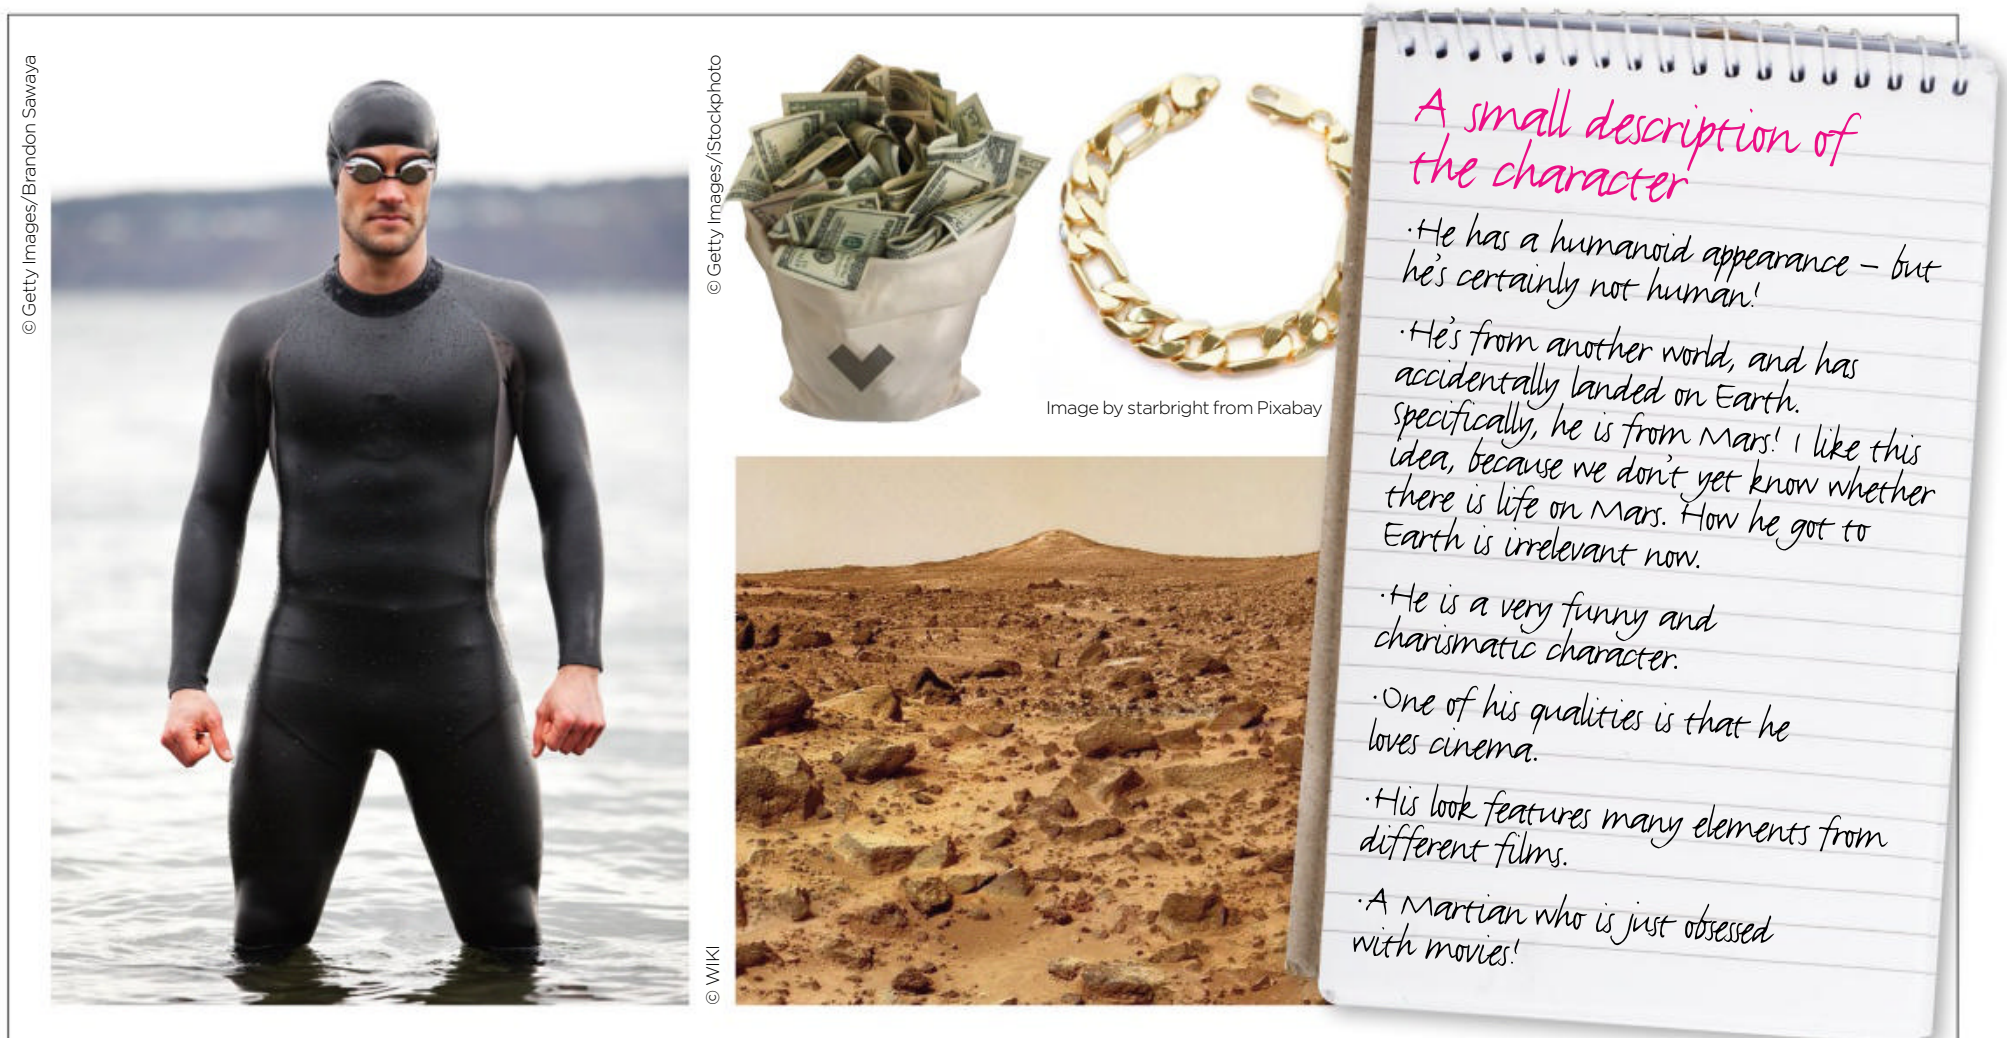 © Getty Images/Brandon Sawaya
© Getty Images/iStockphoto
Image by starbright from Pixabay
© WIKI
A small description of
the character
·He has a humanoid appearance – but
he's certainly not human!
·He's from another world, and has
accidentally landed on Earth.
Specifically, he is from Mars! I like this
idea, because we don't yet know whether
there is life on Mars. How he got to
Earth is irrelevant now.
·He is a very funny and
charismatic character.
·One of his qualities is that he
loves cinema.
·His look features many elements from
different films.
·A Martian who is just obsessed
with movies!